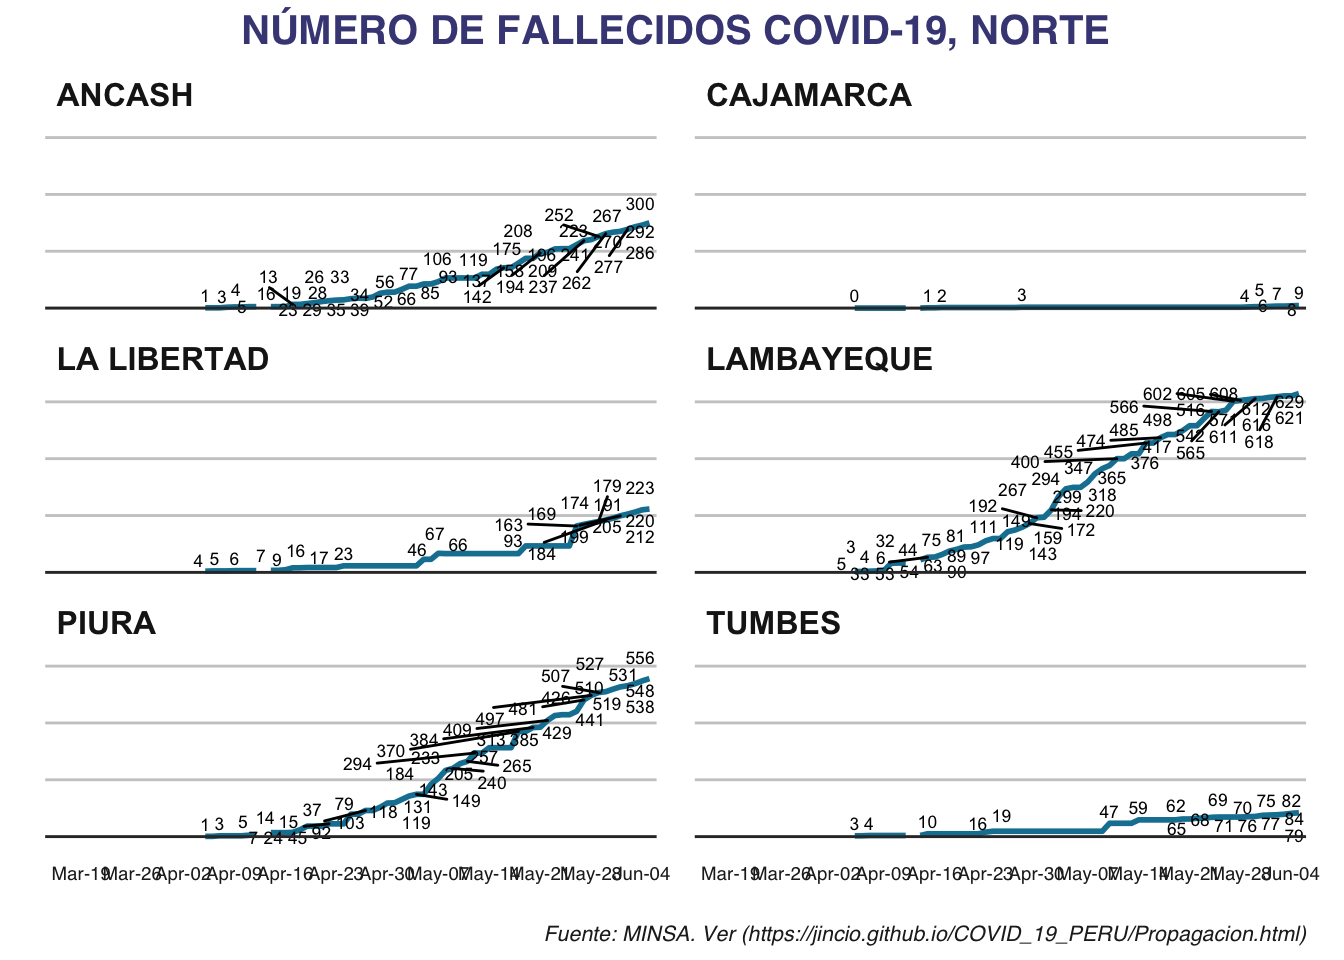 NÚMERO DE FALLECIDOS COVID-19, NORTE
ANCASH
1 3 4 5 13 16 19 23 26 28 29 33 35 34 39 56 52 77 66 85 106 93 119 137 142 175 158 194 208 196 209 237 252 223 241 262 267 270 277 300 292 286
CAJAMARCA
0 1 2 3 4 5 6 7 8 9
LA LIBERTAD
4 5 6 7 9 16 17 23 46 67 66 93 163 169 184 174 199 179 191 205 223 220 212
LAMBAYEQUE
5 3 33 4 6 32 53 44 54 75 63 81 89 90 111 97 149 119 192 267 159 143 194 172 294 299 220 400 455 347 318 474 365 485 376 417 498 566 602 516 542 565 605 571 608 611 612 616 618 629 621
PIURA
1 3 5 7 14 24 15 45 37 92 79 103 118 131 119 143 149 184 294 370 384 233 205 409 257 240 265 313 497 385 481 429 426 507 510 441 527 519 531 556 548 538
TUMBES
3 4 10 16 19 47 59 62 65 68 69 71 70 76 75 77 82 84 79
Mar-19 Mar-26 Apr-02 Apr-09 Apr-16 Apr-23 Apr-30 May-07 May-14 May-21 May-28 Jun-04
Mar-19 Mar-26 Apr-02 Apr-09 Apr-16 Apr-23 Apr-30 May-07 May-14 May-21 May-28 Jun-04
Fuente: MINSA. Ver (https://jincio.github.io/COVID_19_PERU/Propagacion.html)